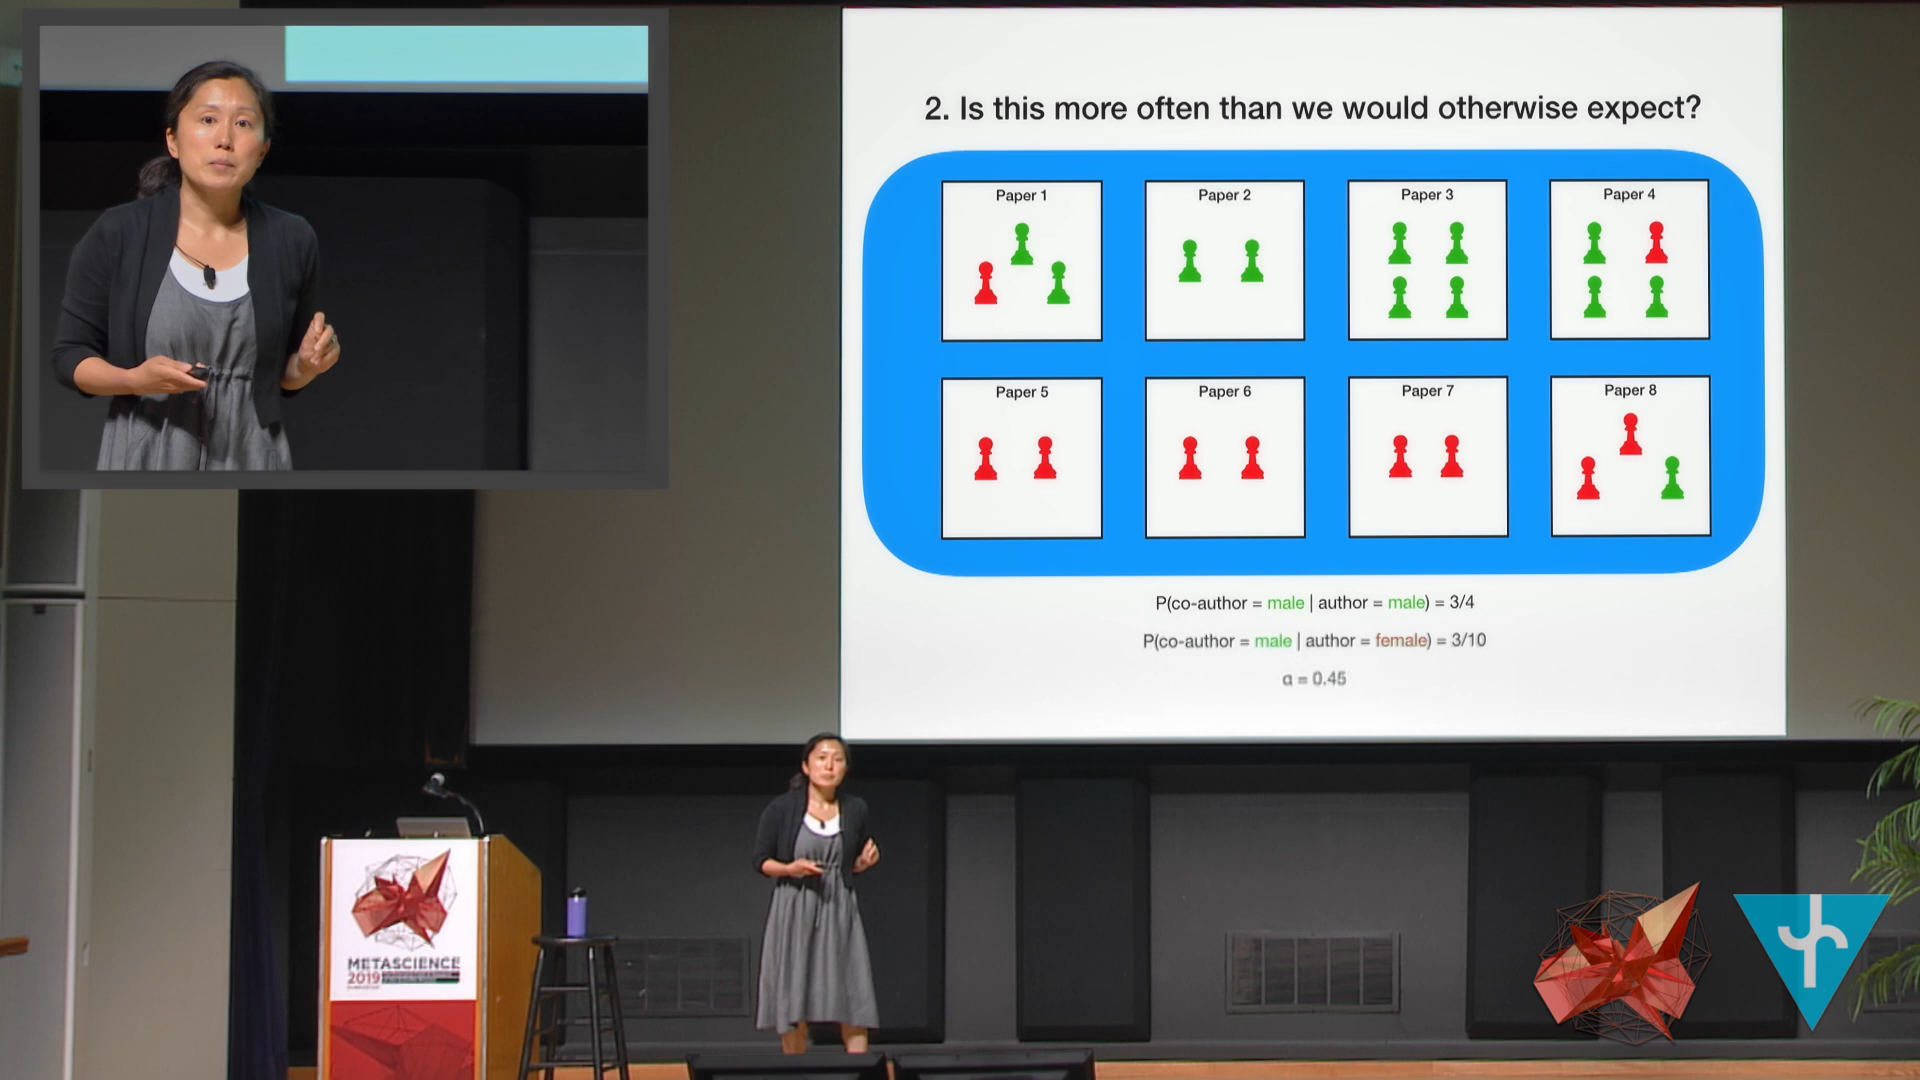 2. Is this more often than we would otherwise expect?
Paper 1
Paper 2
Paper 3
Paper 4
Paper 5
Paper 6
Paper 7
Paper 8
P(co-author = male | author = male) = 3/4
P(co-author = male | author = female) = 3/10
α = 0.45
METASCIENCE
2019